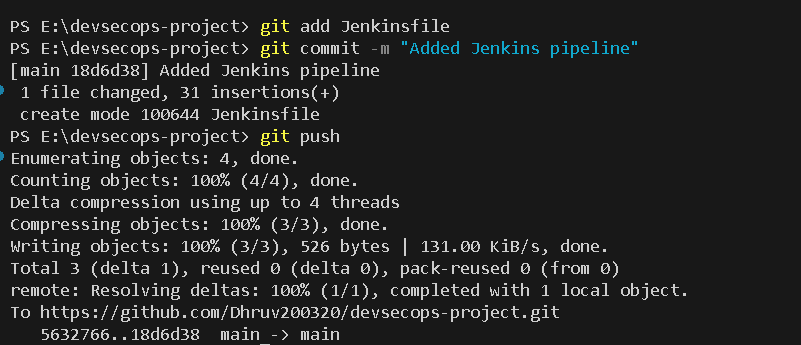 PS E:\devsecops-project> git add Jenkinsfile
PS E:\devsecops-project> git commit -m "Added Jenkins pipeline"
[main 18d6d38] Added Jenkins pipeline
 1 file changed, 31 insertions(+)
 create mode 100644 Jenkinsfile
PS E:\devsecops-project> git push
Enumerating objects: 4, done.
Counting objects: 100% (4/4), done.
Delta compression using up to 4 threads
Compressing objects: 100% (3/3), done.
Writing objects: 100% (3/3), 526 bytes | 131.00 KiB/s, done.
Total 3 (delta 1), reused 0 (delta 0), pack-reused 0 (from 0)
remote: Resolving deltas: 100% (1/1), completed with 1 local object.
To https://github.com/Dhruv200320/devsecops-project.git
   5632766..18d6d38  main -> main